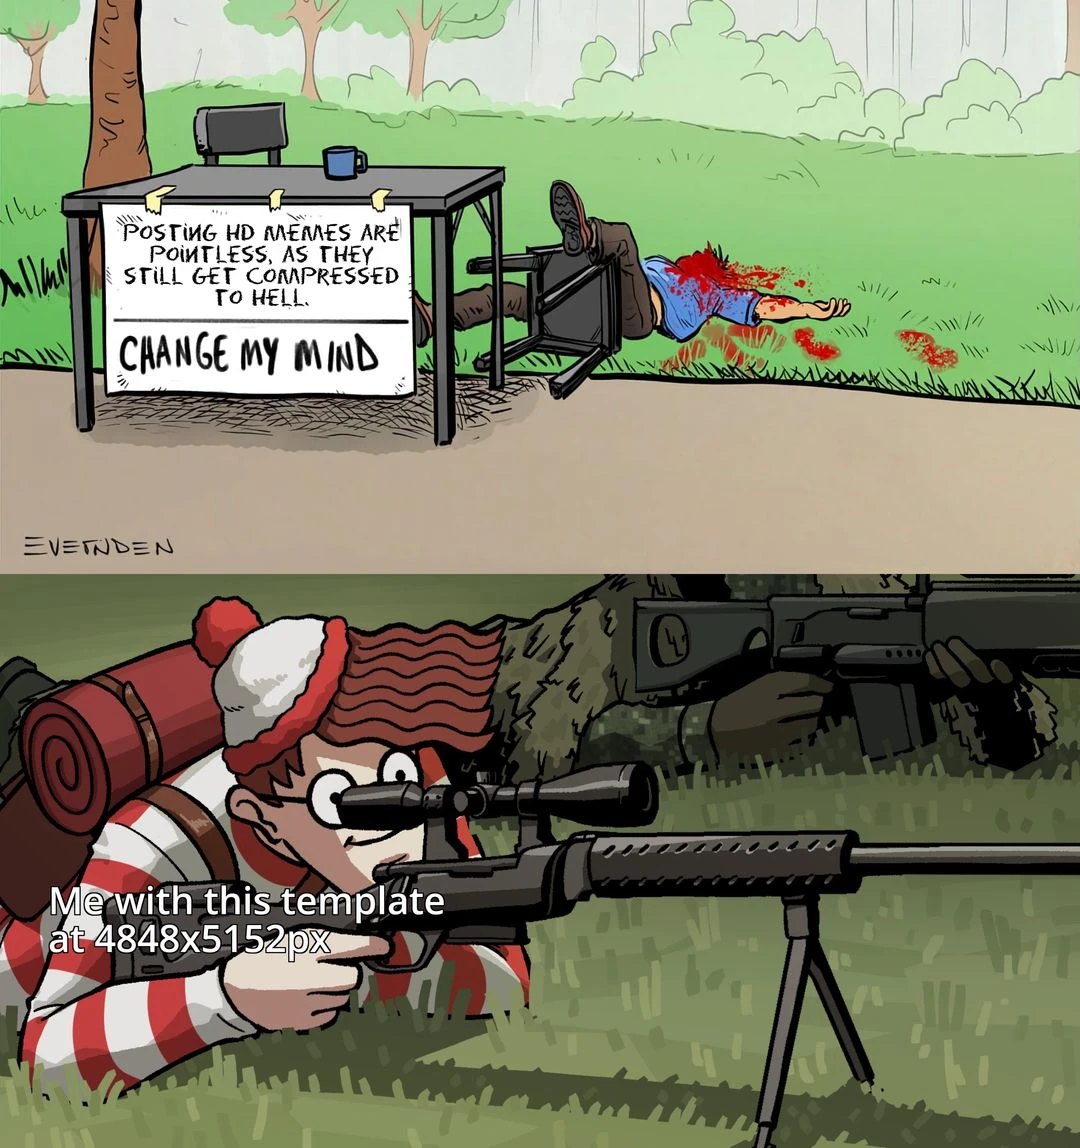 POSTING HD MEMES ARE
POINTLESS, AS THEY
STILL GET COMPRESSED
TO HELL.
CHANGE MY MIND
EVERNDEN
Me with this template
at 4848x5152px